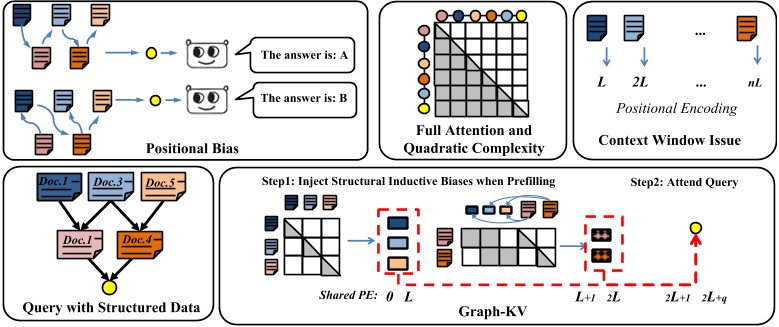 The answer is: A
The answer is: B
Positional Bias
Full Attention and
Quadratic Complexity
...
L 2L ... nL
Positional Encoding
Context Window Issue
Doc.1 Doc.3 Doc.5
Doc.1 Doc.4
Query with Structured Data
Step1: Inject Structural Inductive Biases when Prefilling
Step2: Attend Query
Shared PE: 0 L L+1 2L 2L+1 2L+q
Graph-KV